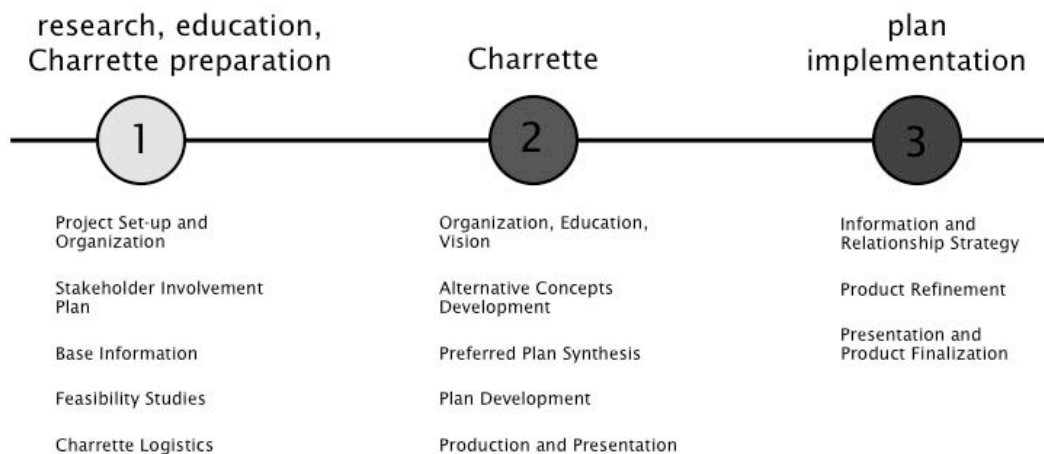 research, education,
Charrette preparation
1
Project Set-up and
Organization
Stakeholder Involvement
Plan
Base Information
Feasibility Studies
Charrette Logistics
Charrette
2
Organization, Education,
Vision
Alternative Concepts
Development
Preferred Plan Synthesis
Plan Development
Production and Presentation
plan
implementation
3
Information and
Relationship Strategy
Product Refinement
Presentation and
Product Finalization